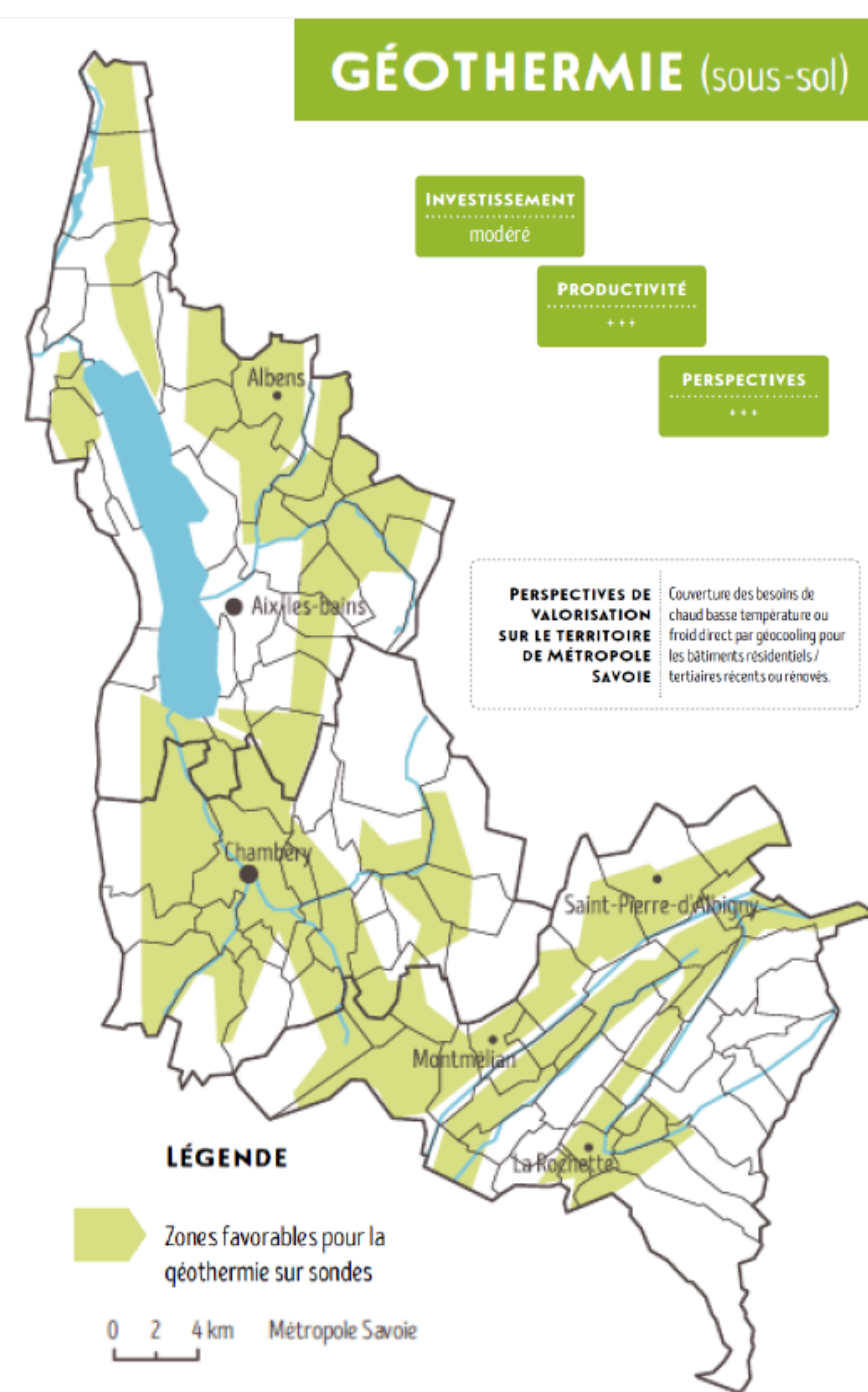 GÉOTHERMIE (sous-sol)
INVESTISSEMENT
modéré
PRODUCTIVITÉ
+++
PERSPECTIVES
+++
Albens
Aix-les-bains
PERSPECTIVES DE
VALORISATION
SUR LE TERRITOIRE
DE MÉTROPOLE
SAVOIE
Couverture des besoins de
chaud basse température ou
froid direct par géocooling pour
les bâtiments résidentiels /
tertiaires récents ou rénovés.
Chambéry
Saint-Pierre-d'Albigny
Montmélian
La Rochette
LÉGENDE
Zones favorables pour la
géothermie sur sondes
0 2 4 km Métropole Savoie